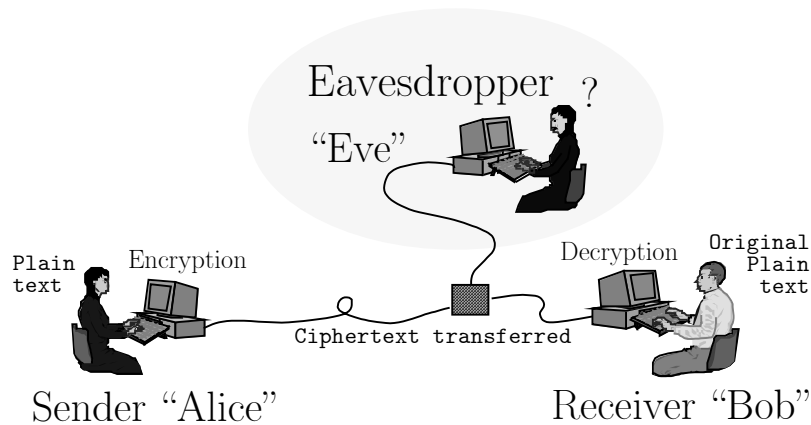 Eavesdropper
?
“Eve”
Plain
text
Encryption
Decryption
Original
Plain
text
Ciphertext transferred
Sender “Alice”
Receiver “Bob”